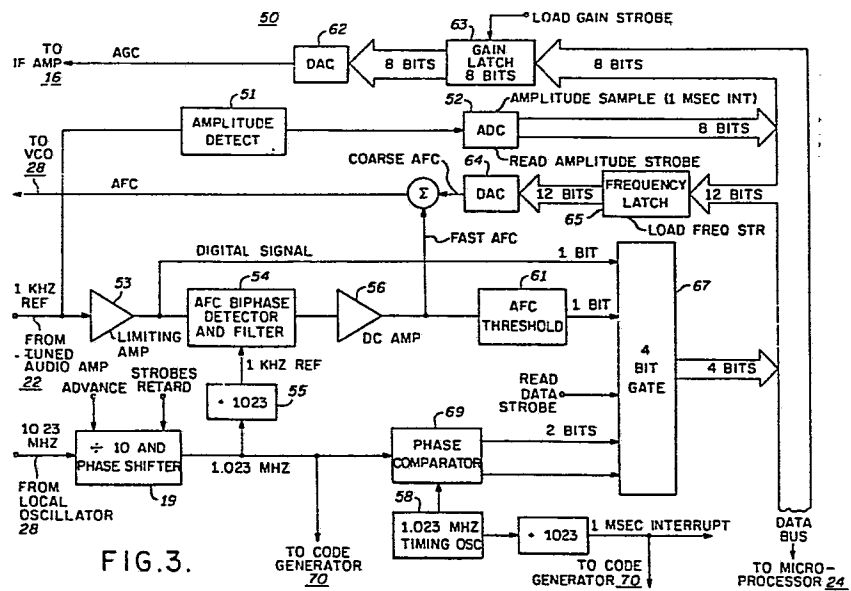 50
LOAD GAIN STROBE
TO
IF AMP
16
AGC
62
DAC
8 BITS
63
GAIN
LATCH
8 BITS
8 BITS
51
AMPLITUDE
DETECT
52
ADC
AMPLITUDE SAMPLE (1 MSEC INT)
8 BITS
READ AMPLITUDE STROBE
TO
VCO
28
AFC
COARSE AFC
Σ
64
DAC
12 BITS
FREQUENCY
LATCH
65
12 BITS
LOAD FREQ STR
FAST AFC
DIGITAL SIGNAL
1 BIT
1 KHZ
REF
53
LIMITING
AMP
54
AFC BIPHASE
DETECTOR
AND FILTER
56
DC AMP
61
AFC
THRESHOLD
1 BIT
67
4
BIT
GATE
4 BITS
FROM
TUNED
AUDIO AMP
22
1 KHZ REF
÷ 1023
55
READ
DATA
STROBE
STROBES
ADVANCE
RETARD
10 23
MHZ
÷ 10 AND
PHASE SHIFTER
19
1.023 MHZ
69
PHASE
COMPARATOR
2 BITS
FROM
LOCAL
OSCILLATOR
28
58
1.023 MHZ
TIMING OSC
÷ 1023
1 MSEC INTERRUPT
TO CODE
GENERATOR
70
TO CODE
GENERATOR 70
DATA
BUS
TO MICRO-
PROCESSOR 24
FIG.3.